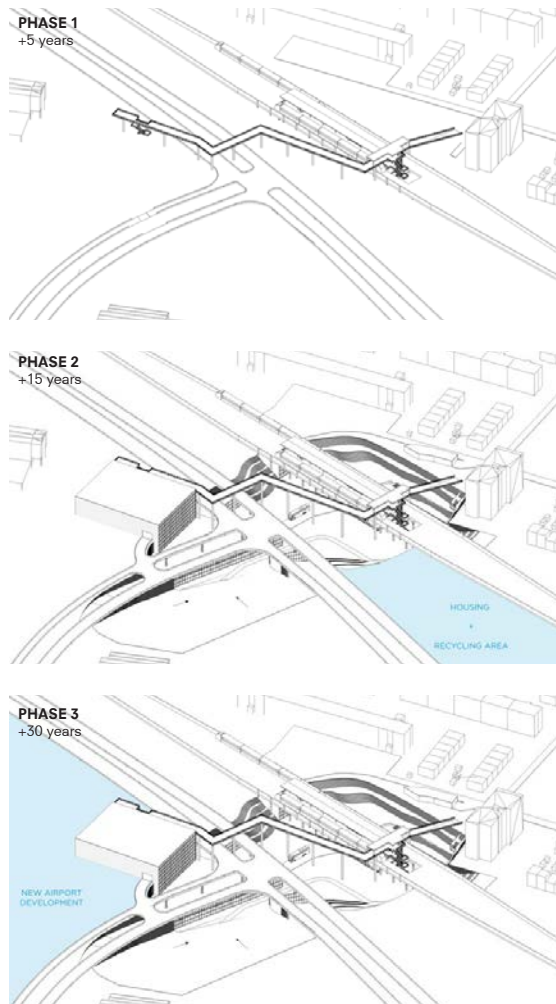 PHASE 1
+5 years
PHASE 2
+15 years
HOUSING
+
RECYCLING AREA
PHASE 3
+30 years
NEW AIRPORT
DEVELOPMENT